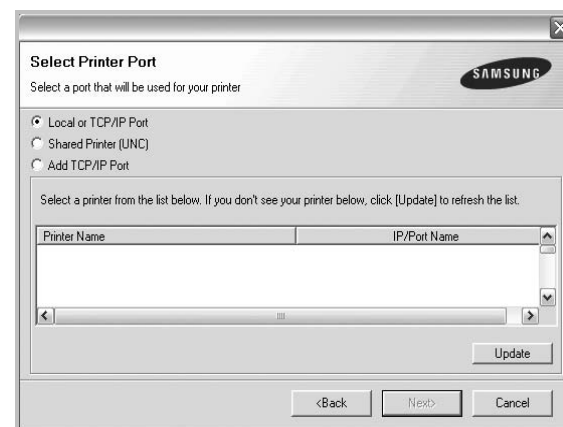 Select Printer Port
Select a port that will be used for your printer
SAMSUNG
Local or TCP/IP Port
Shared Printer (UNC)
Add TCP/IP Port
Select a printer from the list below. If you don't see your printer below, click [Update] to refresh the list.
Printer Name IP/Port Name
Update
<Back Next> Cancel